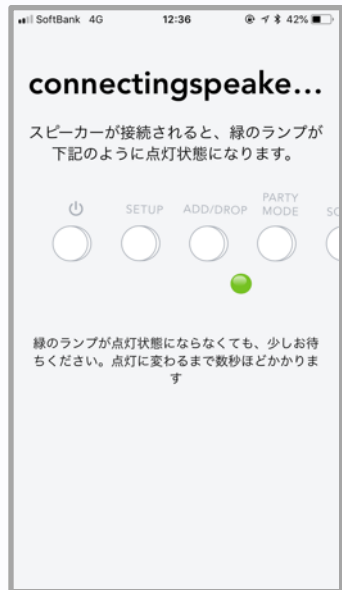 SoftBank 4G 12:36 42%
connectingspeake...
スピーカーが接続されると、緑のランプが
下記のように点灯状態になります。
SETUP ADD/DROP PARTY MODE SC
緑のランプが点灯状態にならなくても、少しお待
ちください。点灯に変わるまで数秒ほどかかりま
す